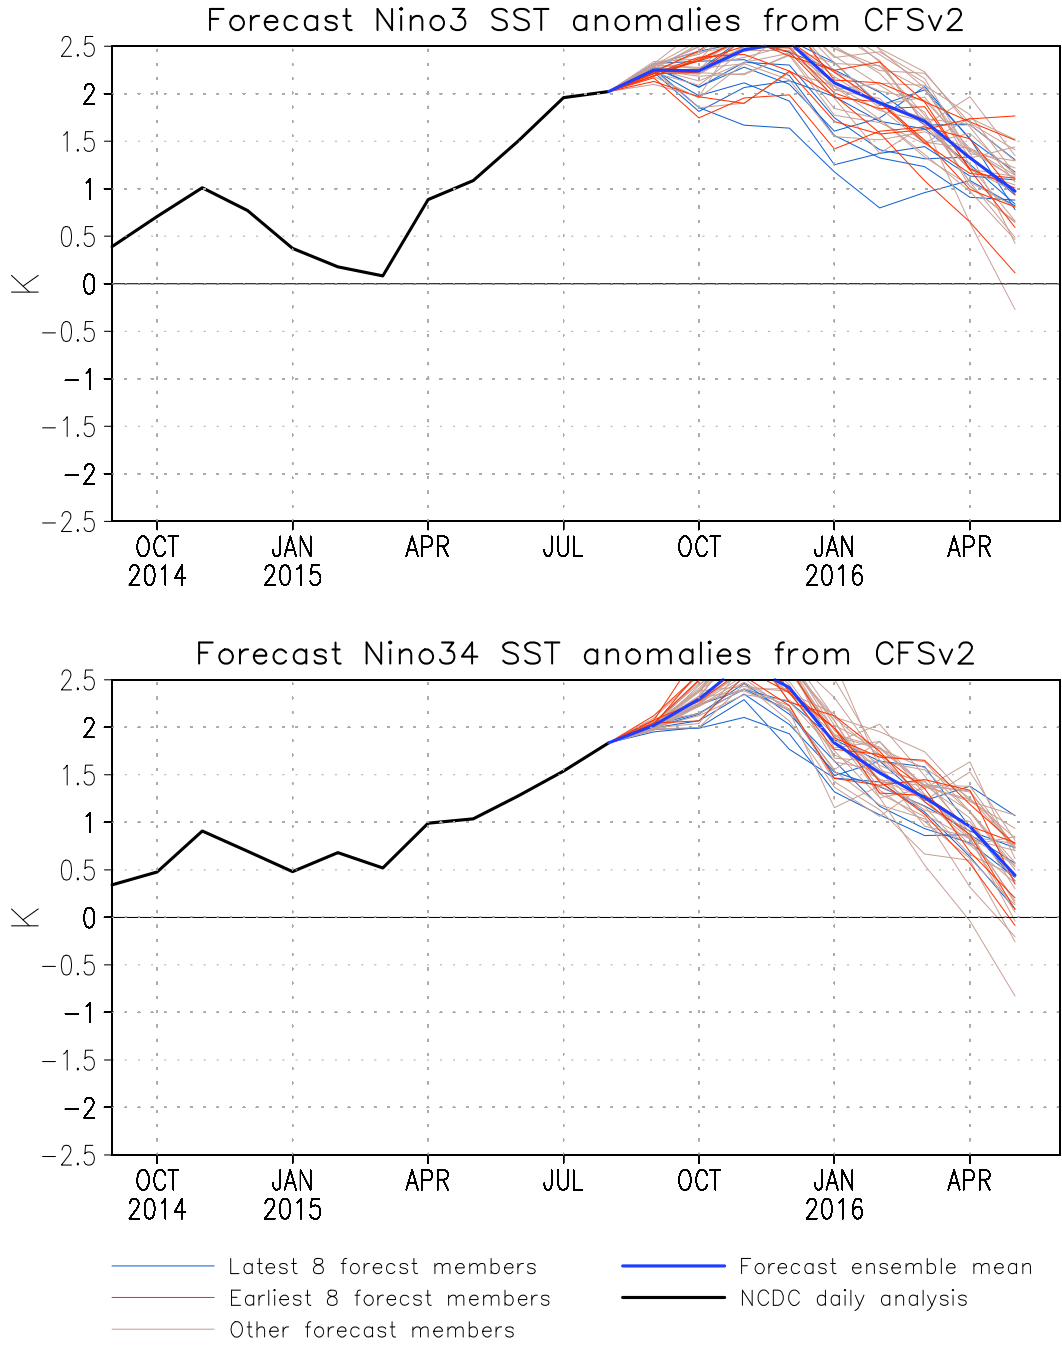 Forecast Nino3 SST anomalies from CFSv2
2.5
2
1.5
1
0.5
0
-0.5
-1
-1.5
-2
-2.5
K
OCT JAN APR JUL OCT JAN APR
2014 2015 2016
Forecast Nino34 SST anomalies from CFSv2
2.5
2
1.5
1
0.5
0
-0.5
-1
-1.5
-2
-2.5
K
OCT JAN APR JUL OCT JAN APR
2014 2015 2016
Latest 8 forecst members
Forecast ensemble mean
Earliest 8 forecst members
NCDC daily analysis
Other forecast members